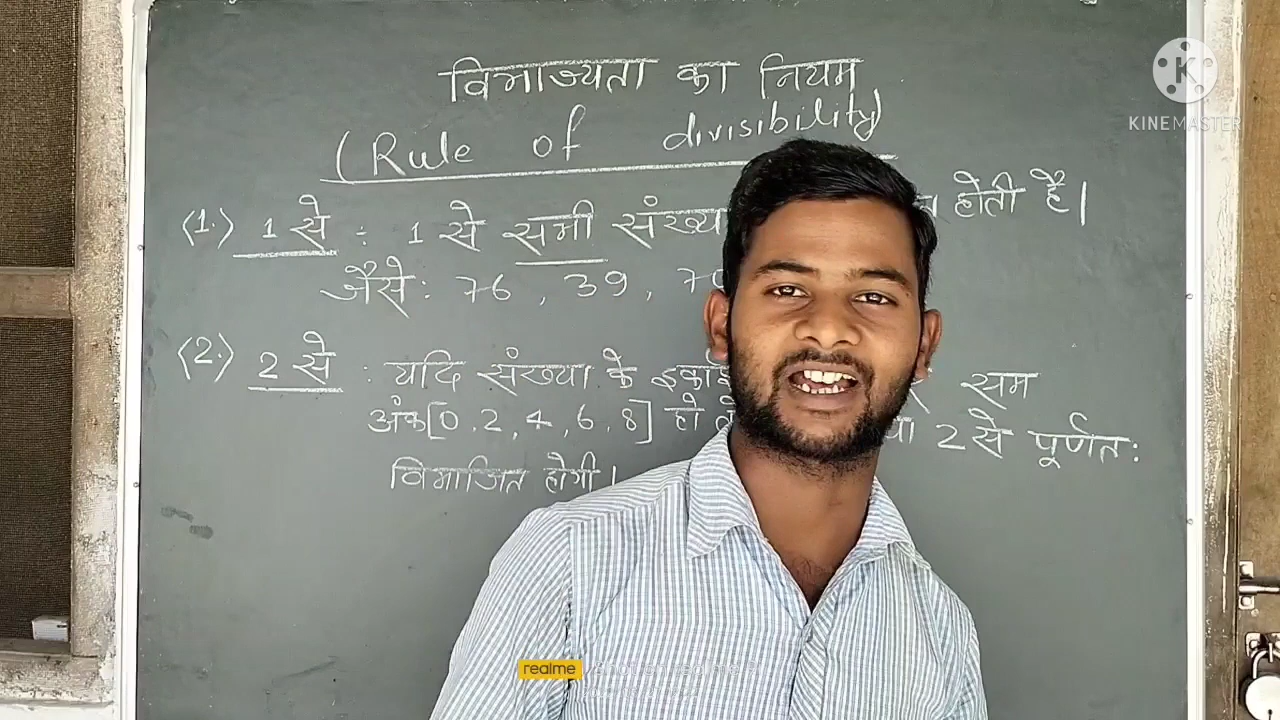 विभाज्यता का नियम
(Rule of divisibility)
(1.) 1 से : 1 से सभी होती है।
जैसे: 76, 39,
(2.) 2 से : यदि संख्या के सम
अंक [0, 2, 4, 6, 8] हो 2 से पूर्णत:
विभाजित होगी।
KINEMASTER
realme